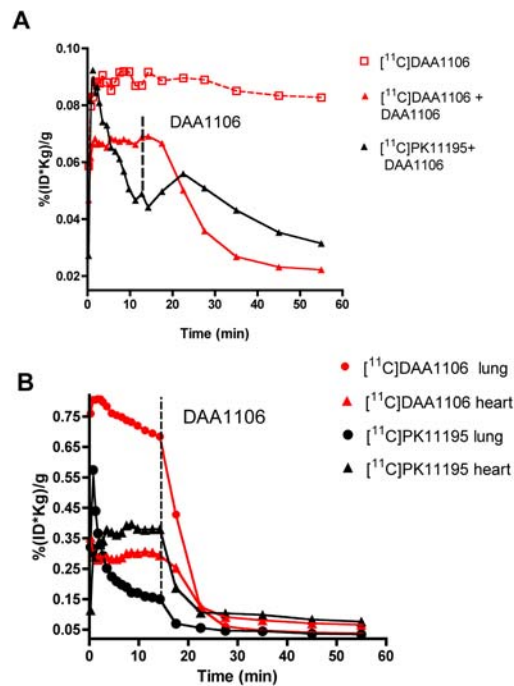 A
0.10
0.08
0.06
0.04
0.02
%(ID*Kg)/g
0 10 20 30 40 50 60
Time (min)
DAA1106
[11C]DAA1106
[11C]DAA1106 +
DAA1106
[11C]PK11195+
DAA1106
B
0.75
0.65
0.55
0.45
0.35
0.25
0.15
0.05
%(ID*Kg)/g
0 10 20 30 40 50 60
Time (min)
DAA1106
[11C]DAA1106 lung
[11C]DAA1106 heart
[11C]PK11195 lung
[11C]PK11195 heart